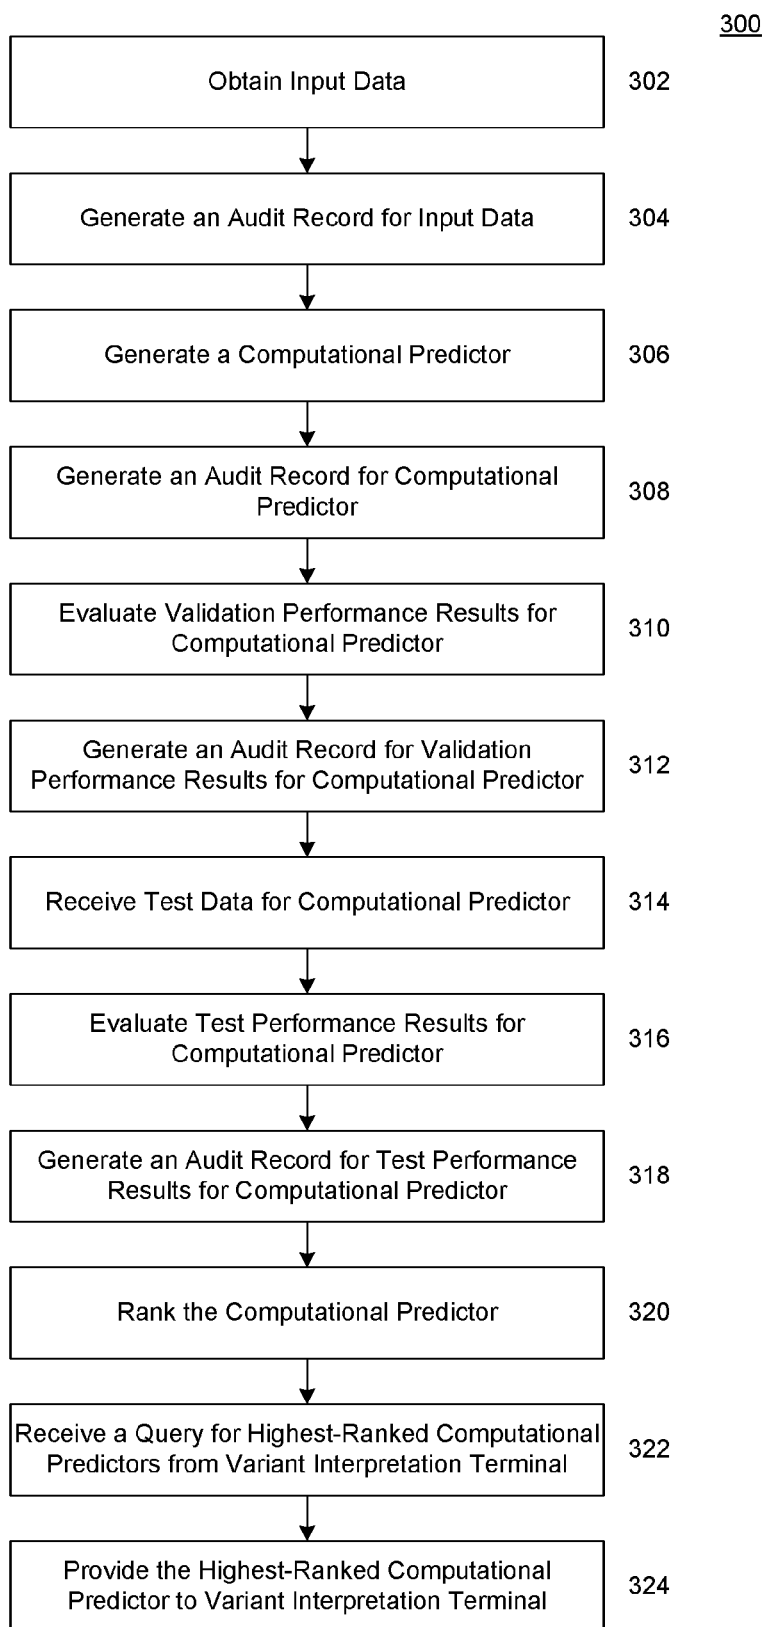 300
Obtain Input Data
302
Generate an Audit Record for Input Data
304
Generate a Computational Predictor
306
Generate an Audit Record for Computational
Predictor
308
Evaluate Validation Performance Results for
Computational Predictor
310
Generate an Audit Record for Validation
Performance Results for Computational Predictor
312
Receive Test Data for Computational Predictor
314
Evaluate Test Performance Results for
Computational Predictor
316
Generate an Audit Record for Test Performance
Results for Computational Predictor
318
Rank the Computational Predictor
320
Receive a Query for Highest-Ranked Computational
Predictors from Variant Interpretation Terminal
322
Provide the Highest-Ranked Computational
Predictor to Variant Interpretation Terminal
324